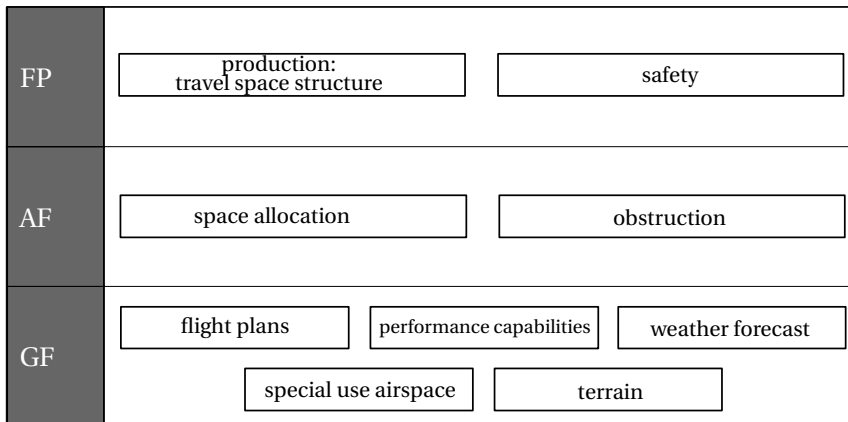 FP
production:
travel space structure
safety
AF
space allocation
obstruction
GF
flight plans
performance capabilities
weather forecast
special use airspace
terrain